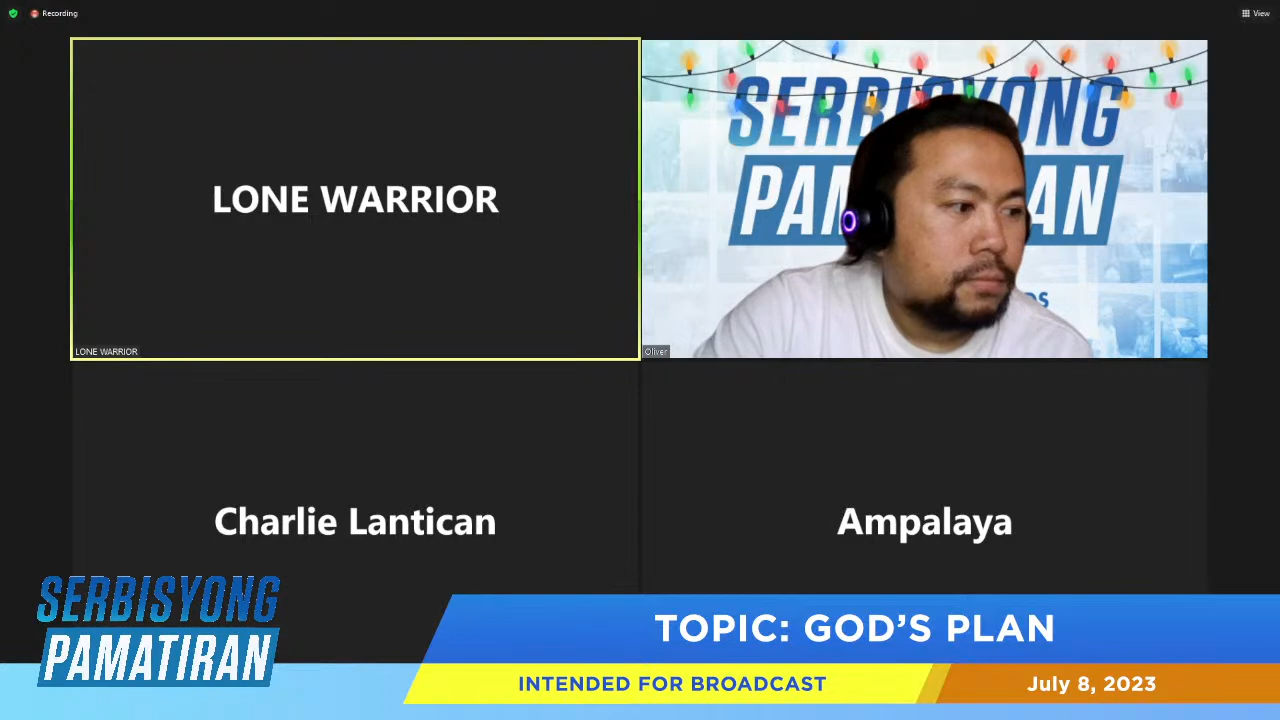 Recording
View
LONE WARRIOR
LONE WARRIOR
SERBISYONG
Oliver
Charlie Lantican
Ampalaya
SERBISYONG
PAMATIRAN
TOPIC: GOD'S PLAN
INTENDED FOR BROADCAST
July 8, 2023